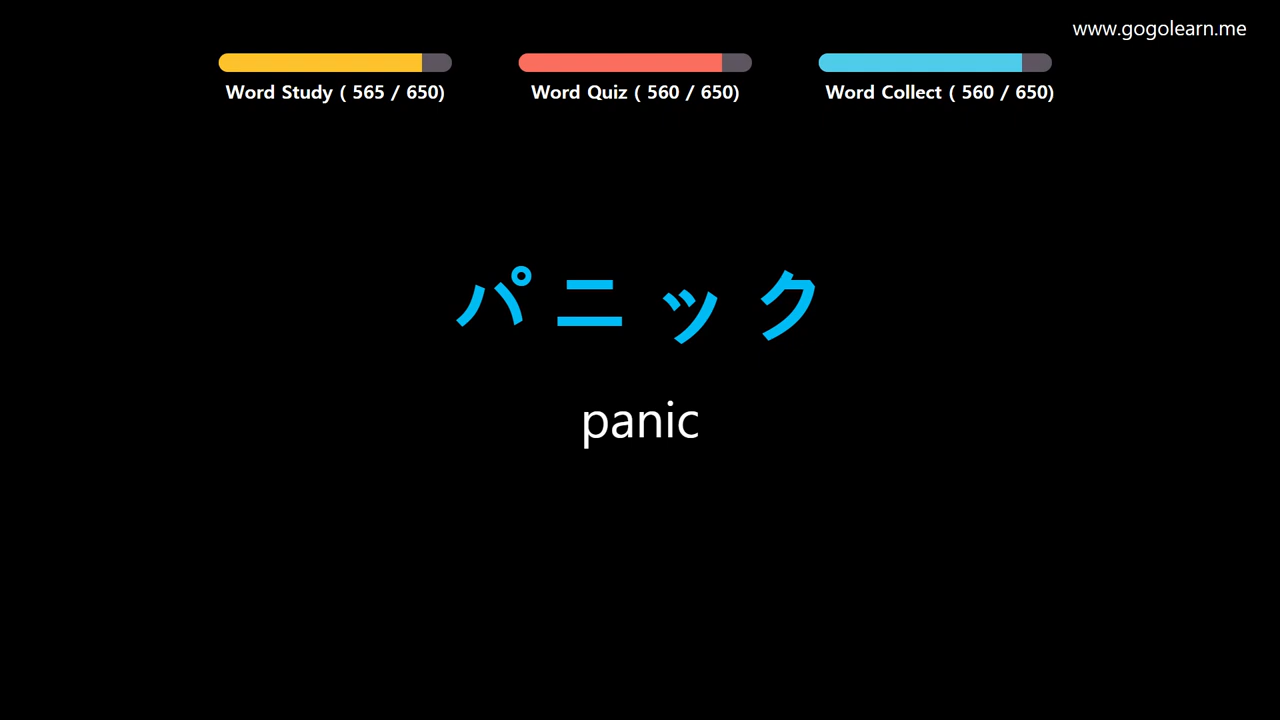 www.gogolearn.me
Word Study ( 565 / 650)
Word Quiz ( 560 / 650)
Word Collect ( 560 / 650)
パニック
panic